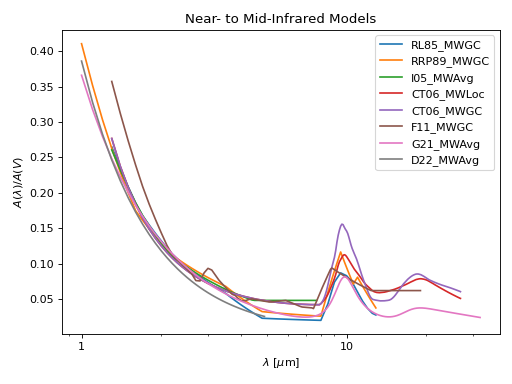 Near- to Mid-Infrared Models
A(λ)/A(V)
0.40
0.35
0.30
0.25
0.20
0.15
0.10
0.05
RL85_MWGC
RRP89_MWGC
I05_MWAvg
CT06_MWLoc
CT06_MWGC
F11_MWGC
G21_MWAvg
D22_MWAvg
1
10
λ [μm]